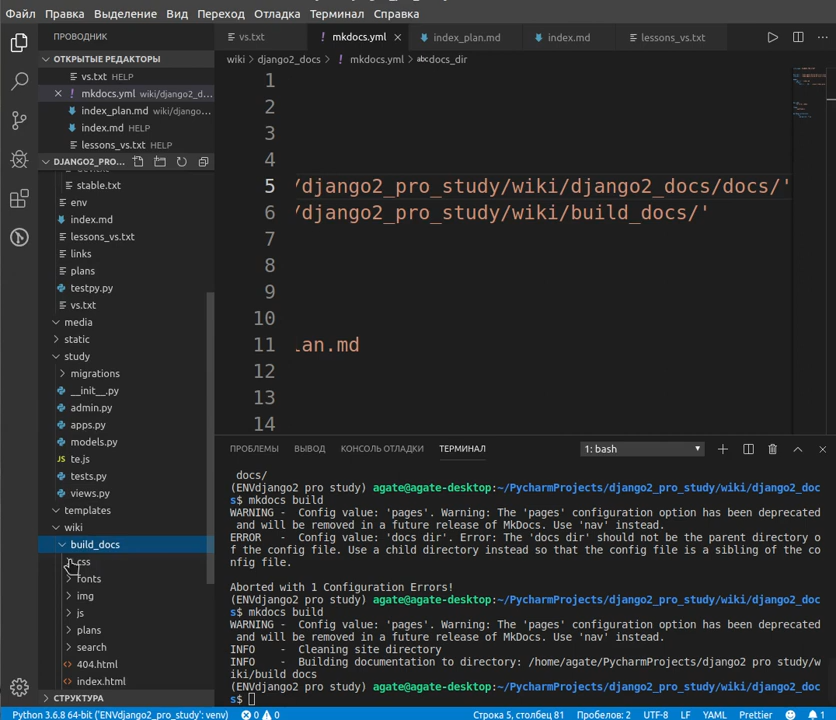 Файл Правка Выделение Вид Переход Отладка Терминал Справка
ПРОВОДНИК
vs.txt mkdocs.yml index_plan.md index.md lessons_vs.txt
wiki > django2_docs > ! mkdocs.yml > abc docs_dir
ОТКРЫТЫЕ РЕДАКТОРЫ
vs.txt HELP
! mkdocs.yml wiki/django2_d...
index_plan.md wiki/django...
index.md HELP
lessons_vs.txt HELP
DJANGO2_PRO...
stable.txt
env
index.md
lessons_vs.txt
links
plans
testpy.py
vs.txt
media
static
study
migrations
__init__.py
admin.py
apps.py
models.py
JS te.js
tests.py
views.py
templates
wiki
build_docs
css
fonts
img
js
plans
search
404.html
index.html
СТРУКТУРА
1
2
3
4
5 '/django2_pro_study/wiki/django2_docs/docs/'
6 '/django2_pro_study/wiki/build_docs/'
7
8
9
10
11 _an.md
12
13
14
ПРОБЛЕМЫ ВЫВОД КОНСОЛЬ ОТЛАДКИ ТЕРМИНАЛ 1: bash
docs/
(ENVdjango2 pro study) agate@agate-desktop:~/PycharmProjects/django2_pro_study/wiki/django2_doc
s$ mkdocs build
WARNING - Config value: 'pages'. Warning: The 'pages' configuration has been deprecated
and will be removed in a future release of MkDocs. Use 'nav' instead.
ERROR - Config value: 'docs dir'. Error: The 'docs dir' should not be the parent directory o
f the config file. Use a child directory instead so that the config file is a sibling of the co
nfig file.
Aborted with 1 Configuration Errors!
(ENVdjango2 pro study) agate@agate-desktop:~/PycharmProjects/django2_pro_study/wiki/django2_doc
s$ mkdocs build
WARNING - Config value: 'pages'. Warning: The 'pages' configuration has been deprecated
and will be removed in a future release of MkDocs. Use 'nav' instead.
INFO - Cleaning site directory
INFO - Building documentation to directory: /home/agate/PycharmProjects/django2 pro study/w
iki/build docs
(ENVdjango2 pro study) agate@agate-desktop:~/PycharmProjects/django2_pro_study/wiki/django2_doc
s$
Python 3.6.8 64-bit ('ENVdjango2_pro_study': venv) 0 0 Строка 5, столбец 81 Пробелов: 2 UTF-8 LF YAML Prettier 1